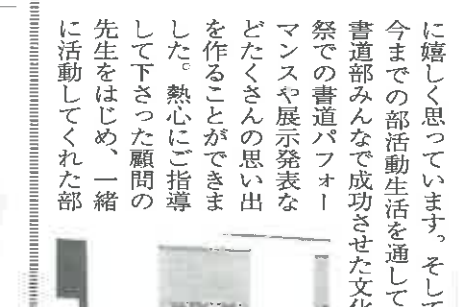 に嬉しく思っています。そして
今までの部活動生活を通して
書道部みんなで成功させた文化
祭での書道パフォー
マンスや展示発表な
どたくさんの思い出
を作ることができま
した。熱心にご指導
して下さった顧問の
先生をはじめ、一緒
に活動してくれた部